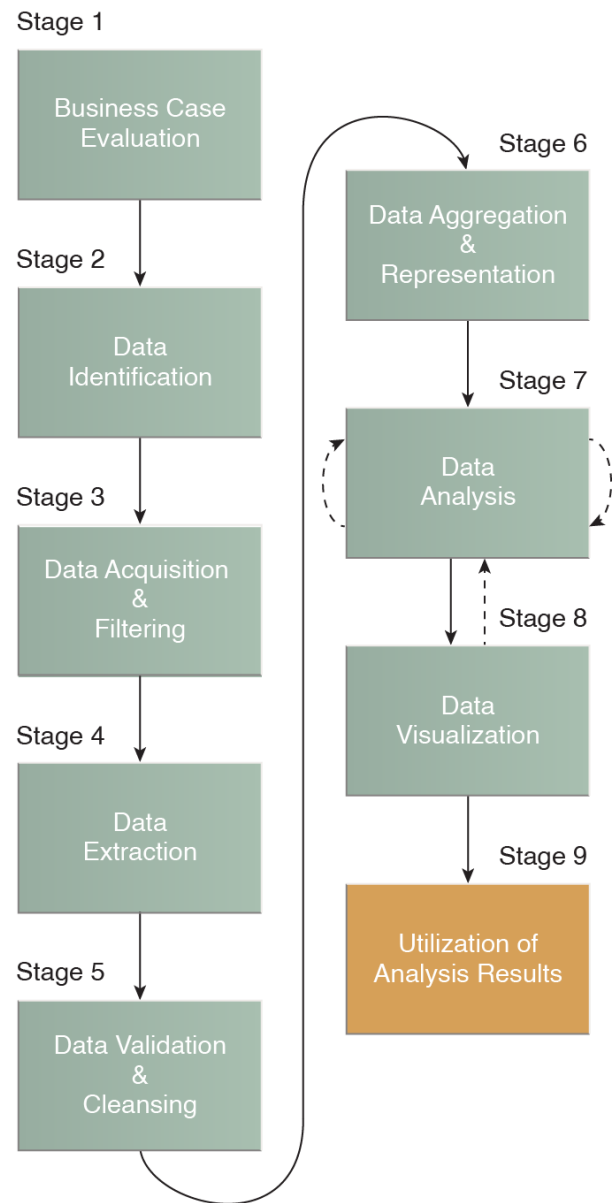 Stage 1
Business Case
Evaluation
Stage 2
Data
Identification
Stage 3
Data Acquisition
&
Filtering
Stage 4
Data
Extraction
Stage 5
Data Validation
&
Cleansing
Stage 6
Data Aggregation
&
Representation
Stage 7
Data
Analysis
Stage 8
Data
Visualization
Stage 9
Utilization of
Analysis Results